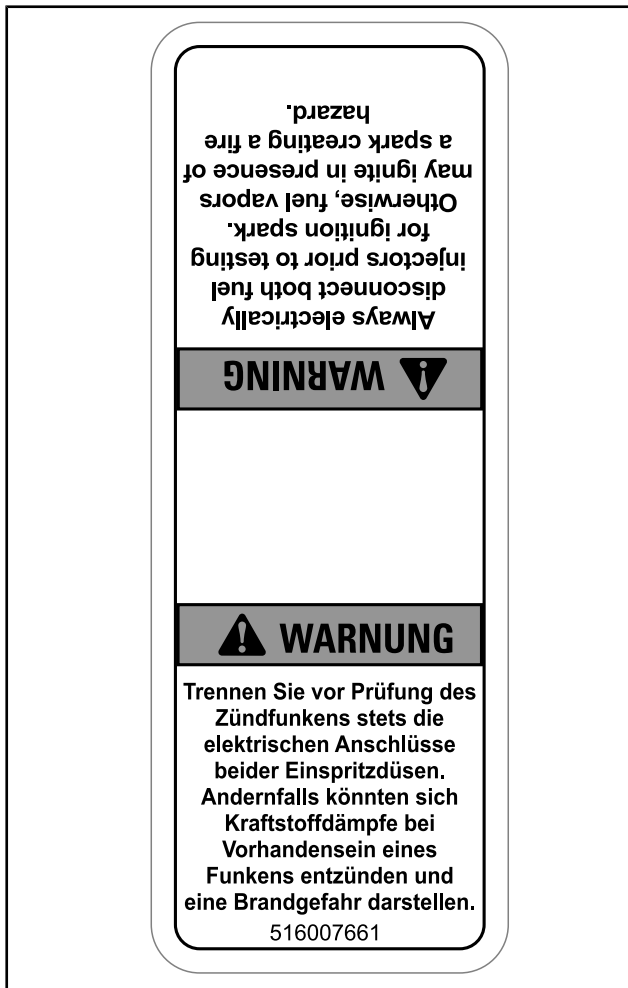 WARNING
Always electrically
disconnect both fuel
injectors prior to testing
for ignition spark.
Otherwise, fuel vapors
may ignite in presence of
a spark creating a fire
hazard.
WARNUNG
Trennen Sie vor Prüfung des
Zündfunkens stets die
elektrischen Anschlüsse
beider Einspritzdüsen.
Andernfalls könnten sich
Kraftstoffdämpfe bei
Vorhandensein eines
Funkens entzünden und
eine Brandgefahr darstellen.
516007661